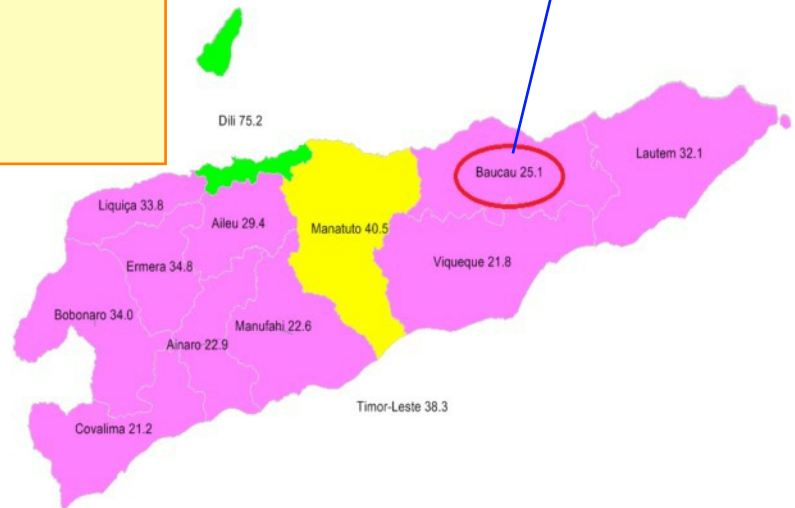 Dili 75.2
Lautem 32.1
Baucau 25.1
Liquiça 33.8
Aileu 29.4
Manatuto 40.5
Ermera 34.8
Viqueque 21.8
Bobonaro 34.0
Manufahi 22.6
Ainaro 22.9
Timor-Leste 38.3
Covalima 21.2